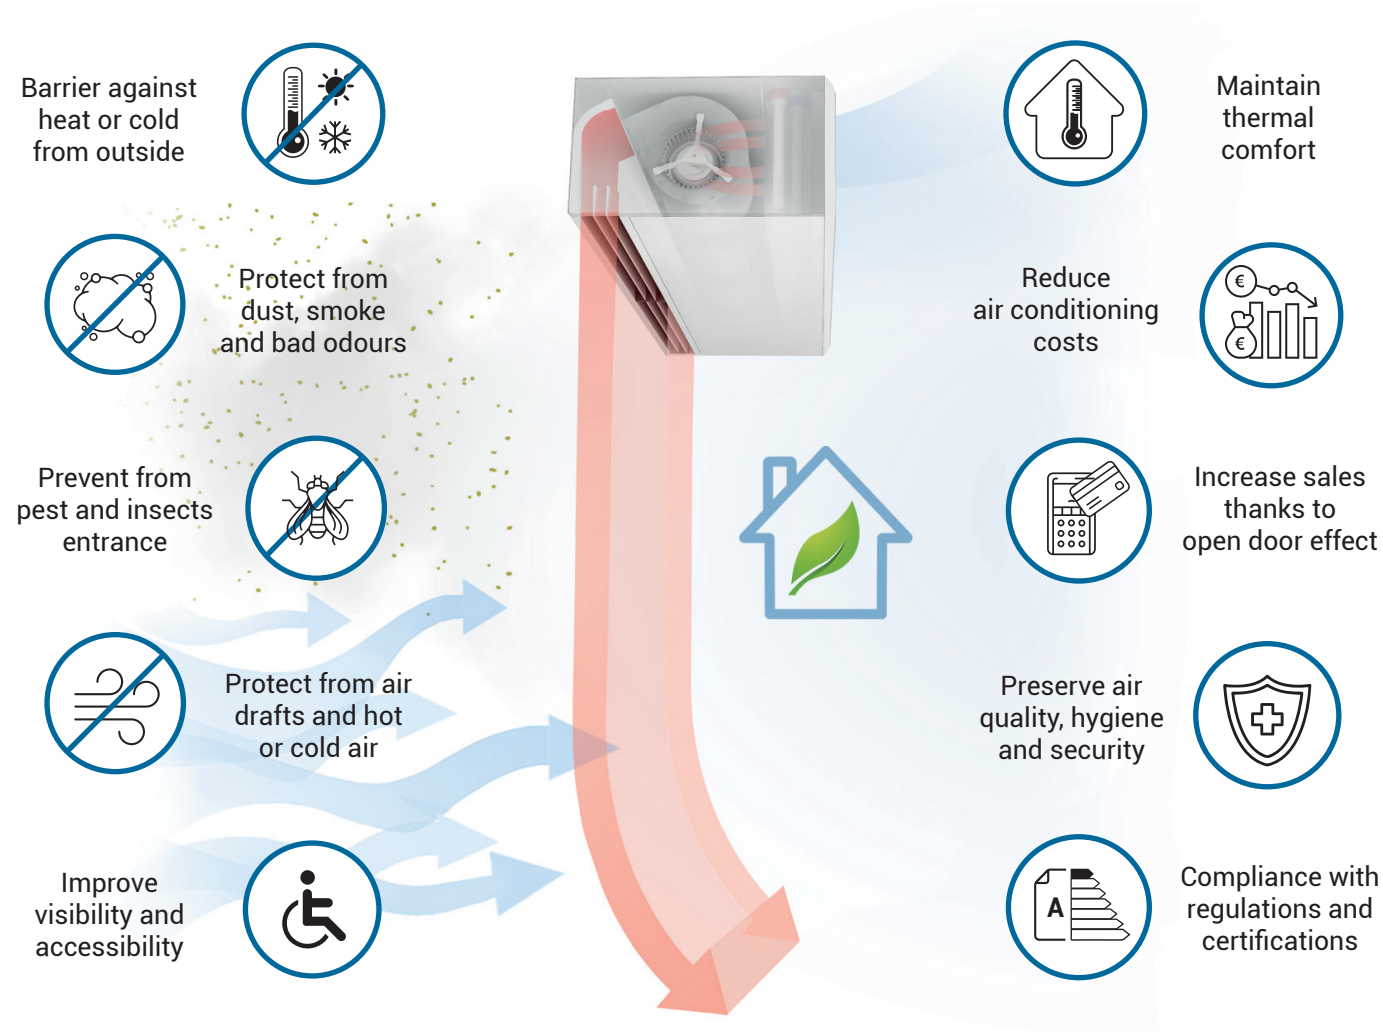 Barrier against
heat or cold
from outside
Protect from
dust, smoke
and bad odours
Prevent from
pest and insects
entrance
Protect from air
drafts and hot
or cold air
Improve
visibility and
accessibility
Maintain
thermal
comfort
Reduce
air conditioning
costs
€
€
Increase sales
thanks to
open door effect
Preserve air
quality, hygiene
and security
A
Compliance with
regulations and
certifications